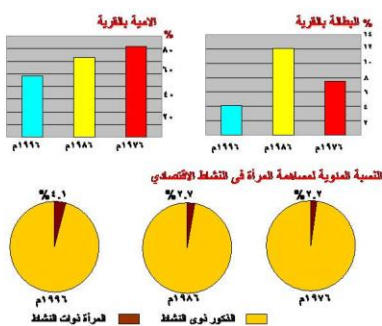 % البطالة بالقرية
١٤
١٢
١٠
٨
٦
٤
٢
١٩٧٦م
١٩٨٦م
١٩٩٦م
الامية بالقرية
%
٨٠
٦٠
٤٠
٢٠
١٩٧٦م
١٩٨٦م
١٩٩٦م
النسبة المئوية لمساهمة المرأة فى النشاط الاقتصادي
%٢.٢
%٢.٧
%٤.١
١٩٧٦م
١٩٨٦م
١٩٩٦م
الذكور ذوى النشاط
المرأة ذوات النشاط